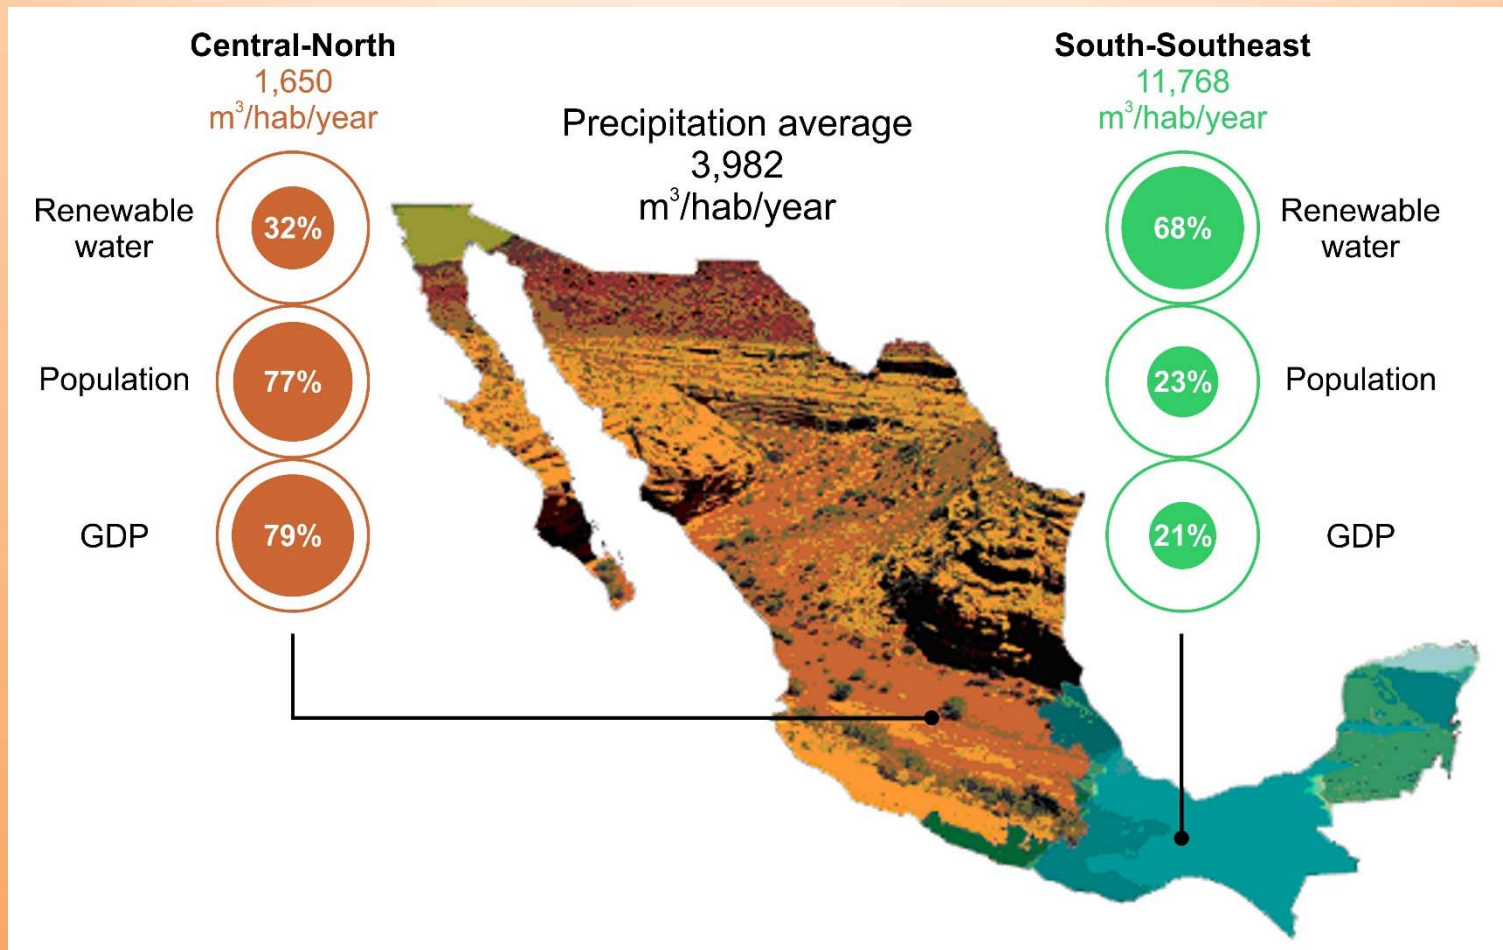 Central-North
1,650
m³/hab/year
Renewable
water
32%
Population
77%
GDP
79%
Precipitation average
3,982
m³/hab/year
South-Southeast
11,768
m³/hab/year
68%
Renewable
water
23%
Population
21%
GDP